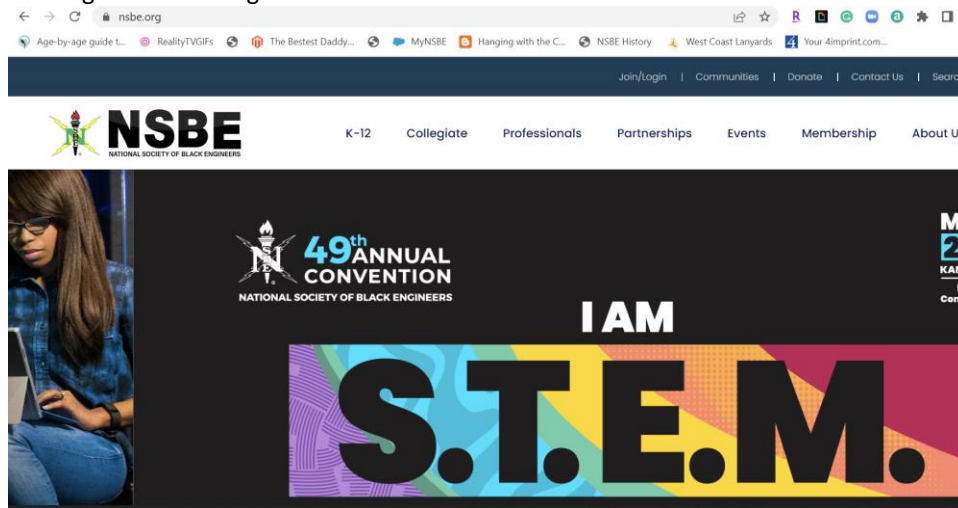 nsbe.org
Age-by-age guide t... RealityTVGIFs The Bestest Daddy... MyNSBE Hanging with the C... NSBE History West Coast Lanyards Your 4imprint.com...
Join/Login | Communities | Donate | Contact Us |
NSBE
NATIONAL SOCIETY OF BLACK ENGINEERS
K-12 Collegiate Professionals Partnerships Events Membership About
49th ANNUAL
CONVENTION
NATIONAL SOCIETY OF BLACK ENGINEERS
I AM
S.T.E.M.